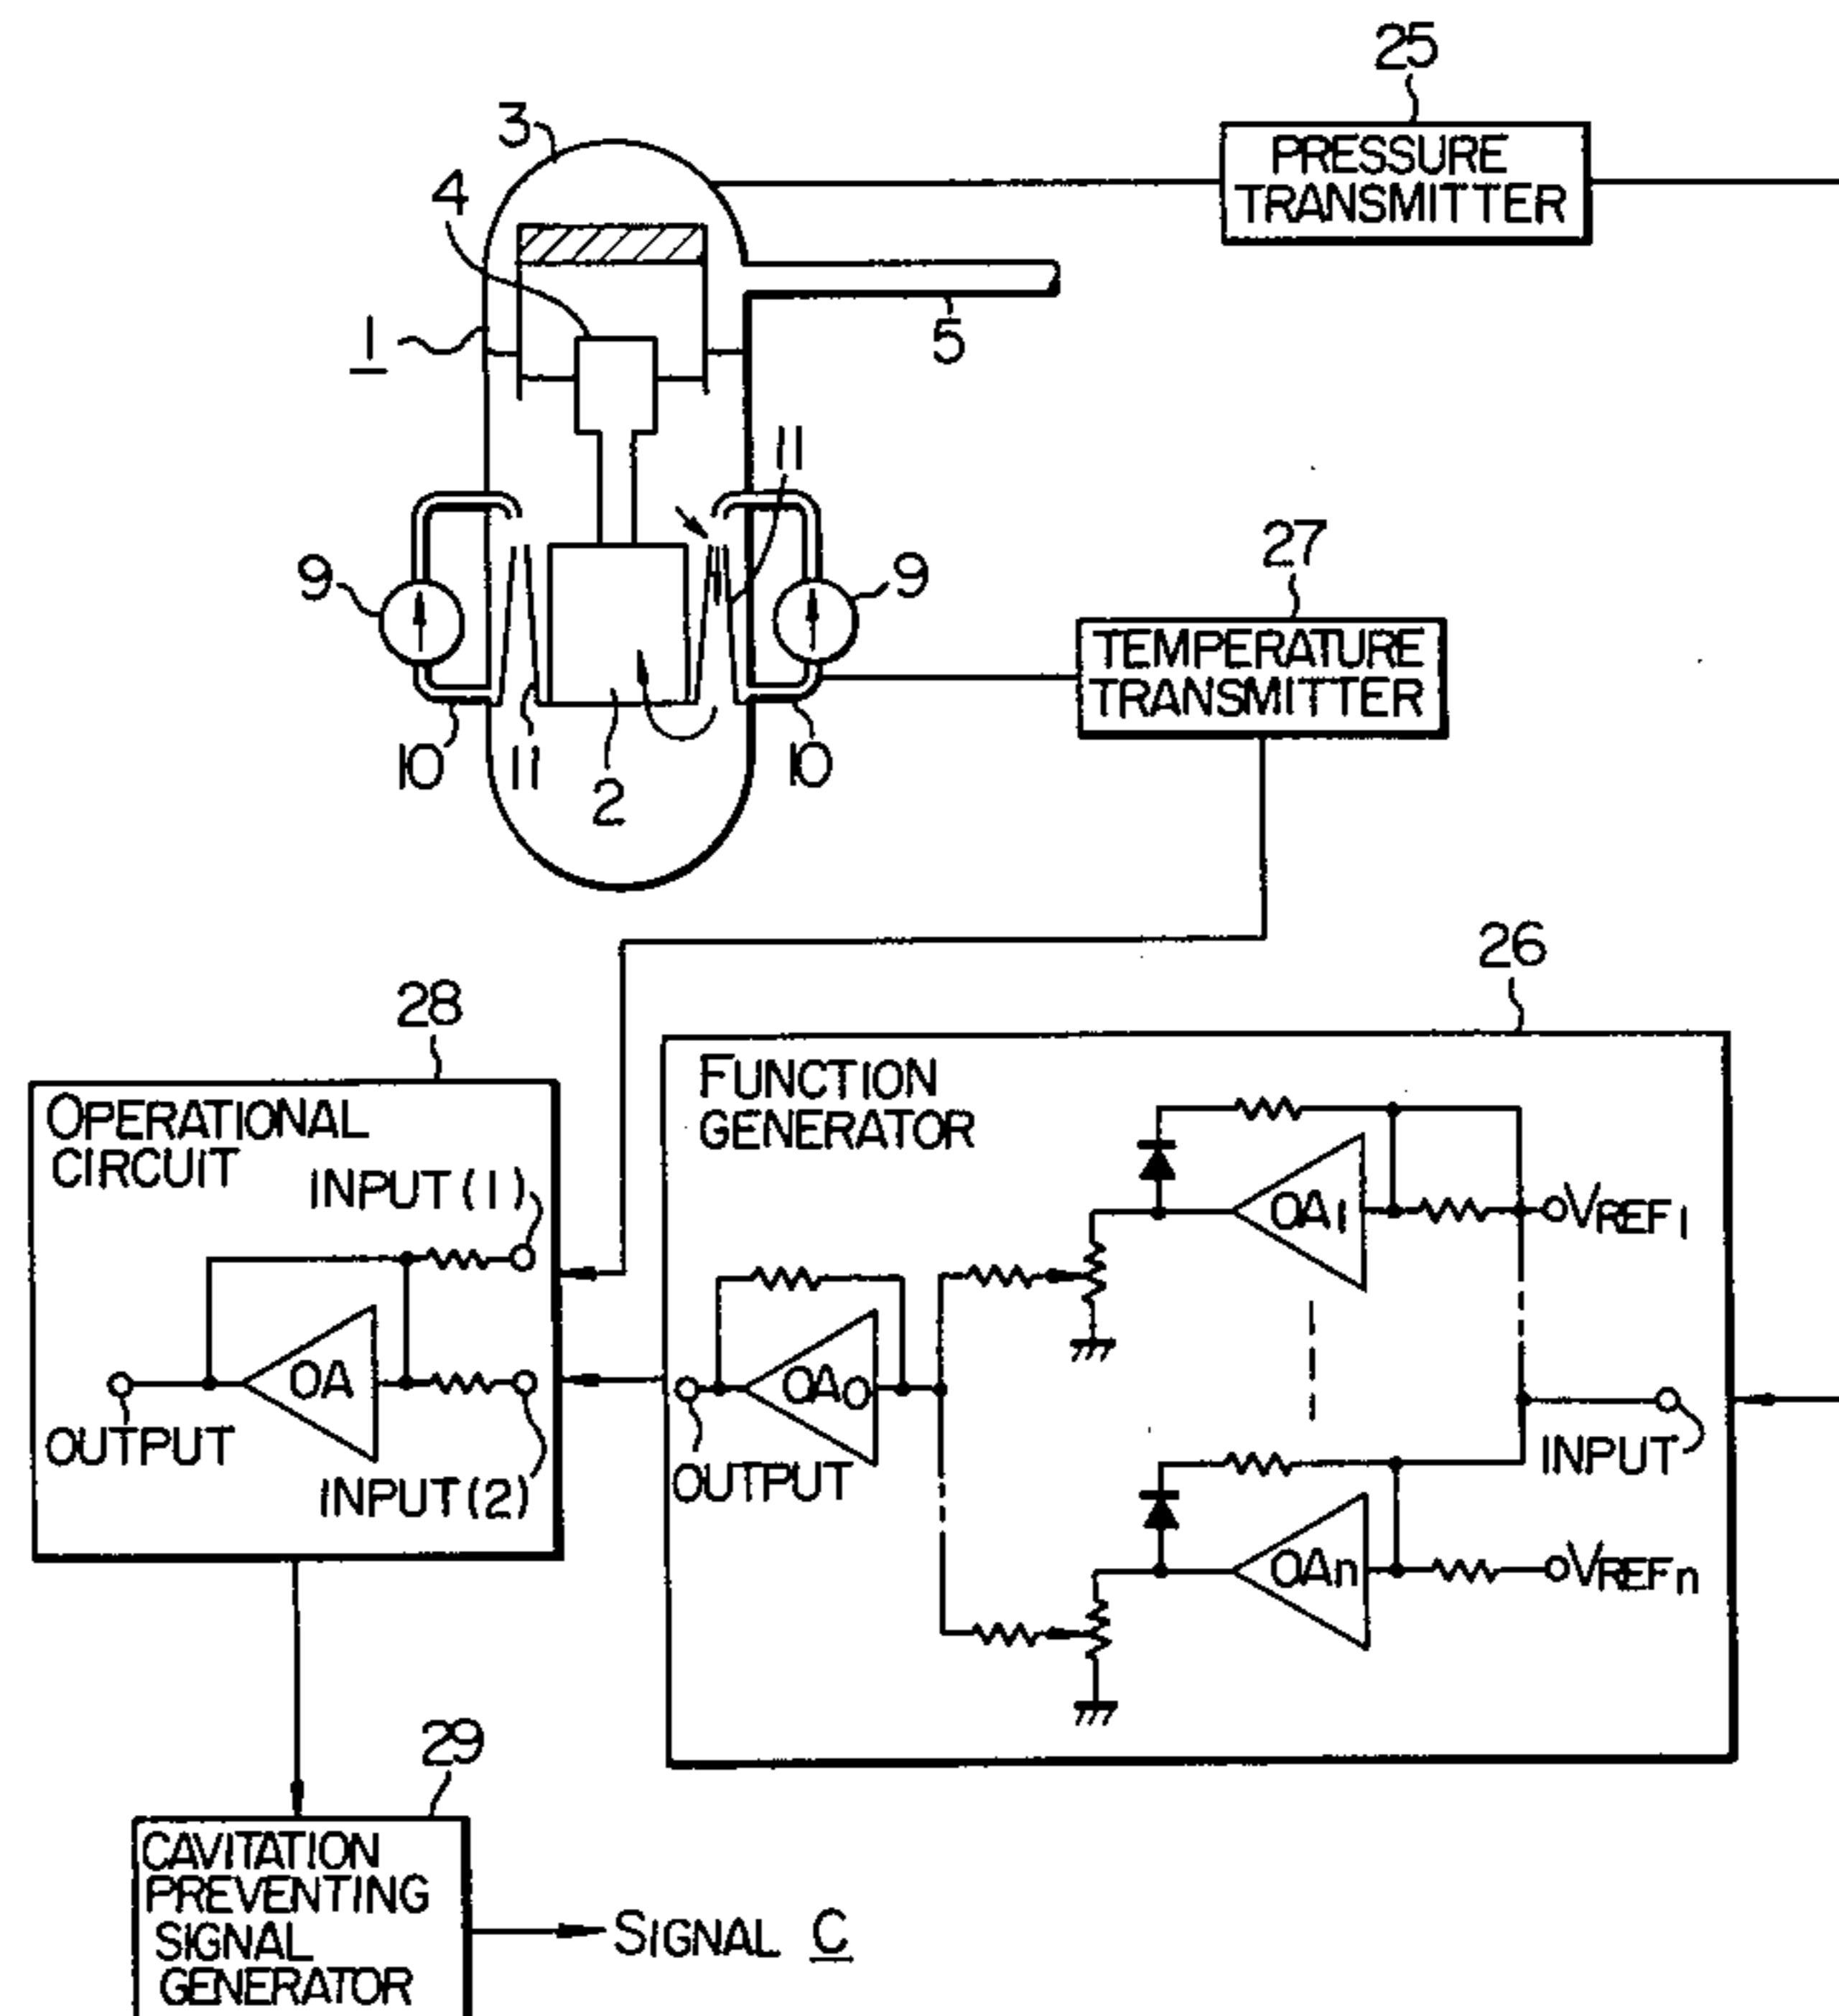 25
3
PRESSURE
TRANSMITTER
4
1
5
11
27
9
9
TEMPERATURE
TRANSMITTER
10
11
2
10
26
28
FUNCTION
GENERATOR
OPERATIONAL
CIRCUIT
INPUT (1)
OA1
VREF1
OA
OA0
OUTPUT
INPUT (2)
OUTPUT
INPUT
OAn
VREFn
29
CAVITATION
PREVENTING
SIGNAL
GENERATOR
SIGNAL C